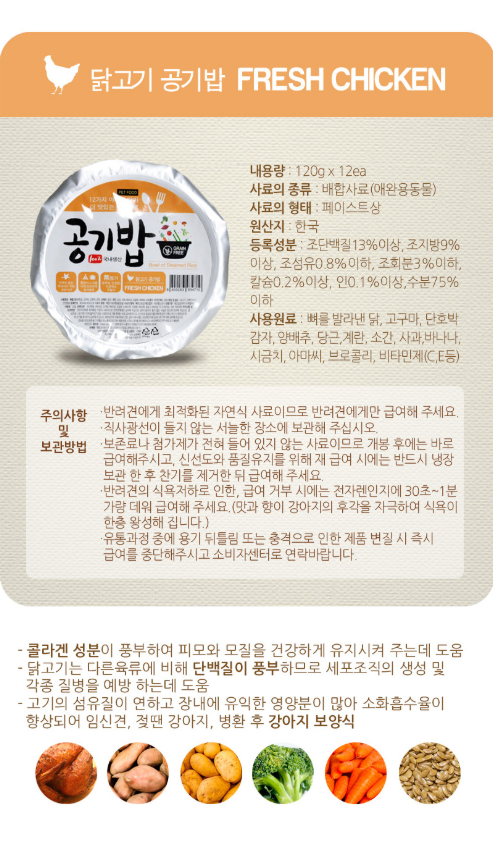 닭고기 공기밥 FRESH CHICKEN
내용량 : 120g x 12ea
사료의 종류 : 배합사료(애완용동물)
사료의 형태 : 페이스트상
원산지 : 한국
등록성분 : 조단백질13%이상, 조지방9%
이상, 조섬유0.8%이하, 조회분3%이하,
칼슘0.2%이상, 인0.1%이상,수분75%
이하
사용원료 : 뼈를 발라낸 닭, 고구마, 단호박
감자, 양배추, 당근,계란, 소간, 사과,바나나,
시금치, 아마씨, 브로콜리, 비타민제(C,E등)
PET FOOD
공기밥
국내생산
GRAIN FREE
닭고기 공기밥
FRESH CHICKEN
주의사항
및
보관방법
·반려견에게 최적화된 자연식 사료이므로 반려견에게만 급여해 주세요.
·직사광선이 들지 않는 서늘한 장소에 보관해 주십시오.
·보존료나 첨가제가 전혀 들어 있지 않는 사료이므로 개봉 후에는 바로
급여해주시고, 신선도와 품질유지를 위해 재 급여 시에는 반드시 냉장
보관 한 후 찬기를 제거한 뒤 급여해 주세요.
·반려견의 식욕저하로 인한, 급여 거부 시에는 전자렌인지에 30초~1분
가량 데워 급여해 주세요.(맛과 향이 강아지의 후각을 자극하여 식욕이
한층 왕성해 집니다.)
·유통과정 중에 용기 뒤틀림 또는 충격으로 인한 제품 변질 시 즉시
급여를 중단해주시고 소비자센터로 연락바랍니다.
- 콜라겐 성분이 풍부하여 피모와 모질을 건강하게 유지시켜 주는데 도움
- 닭고기는 다른육류에 비해 단백질이 풍부하므로 세포조직의 생성 및
각종 질병을 예방 하는데 도움
- 고기의 섬유질이 연하고 장내에 유익한 영양분이 많아 소화흡수율이
향상되어 임신견, 젖땐 강아지, 병환 후 강아지 보양식